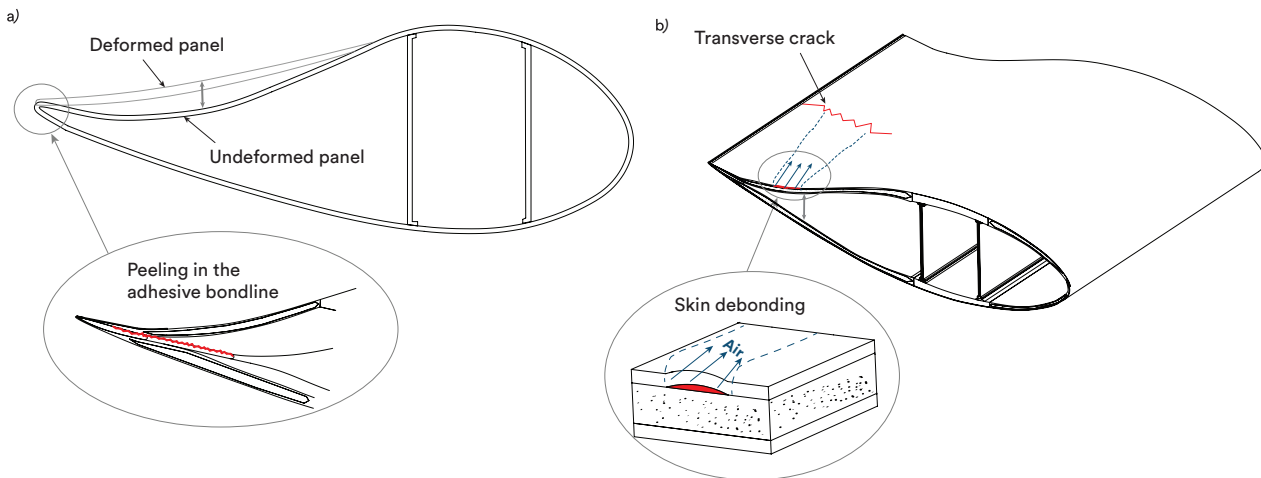 a)
Deformed panel
Undeformed panel
Peeling in the
adhesive bondline
b)
Transverse crack
Skin debonding
Air